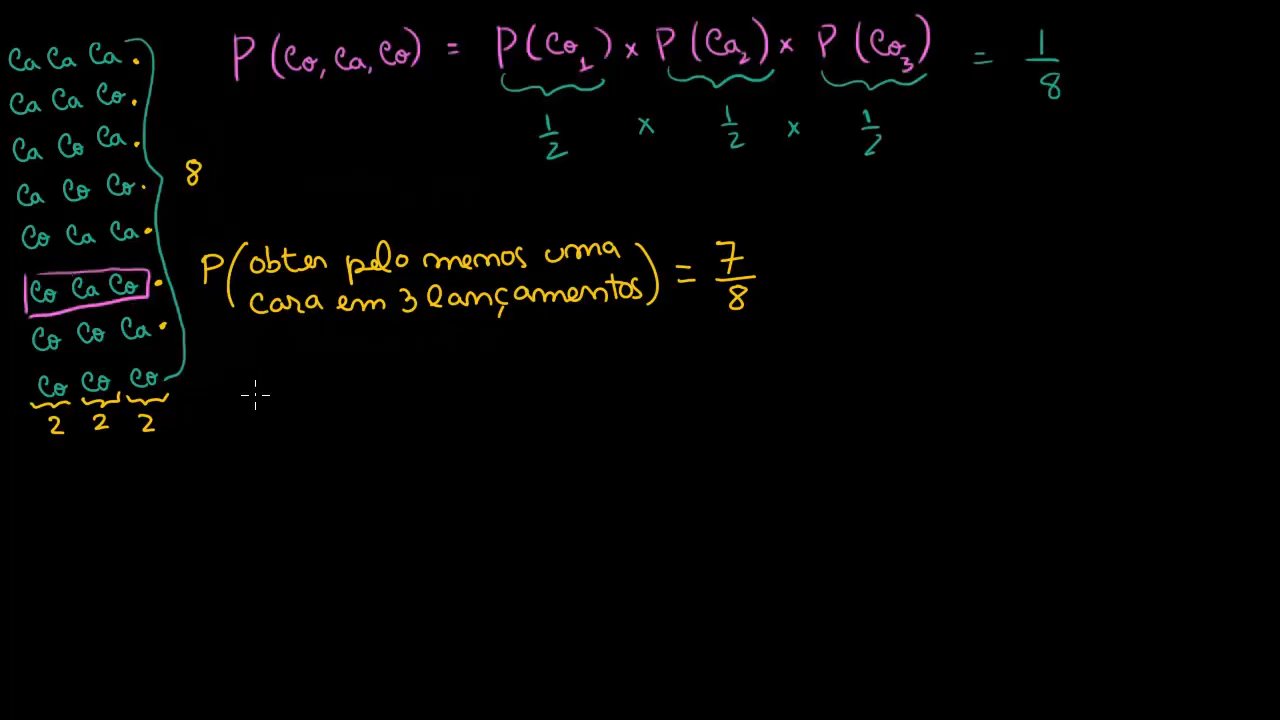 Ca Ca Ca
Ca Ca Co
Ca Co Ca
Ca Co Co
Co Ca Ca
Co Ca Co
Co Co Ca
Co Co Co
2 2 2
8
P(Co, Ca, Co) = P(Co₁) × P(Ca₂) × P(Co₃) = 1/8
1/2 × 1/2 × 1/2
P(obter pelo menos uma
cara em 3 lançamentos) = 7/8